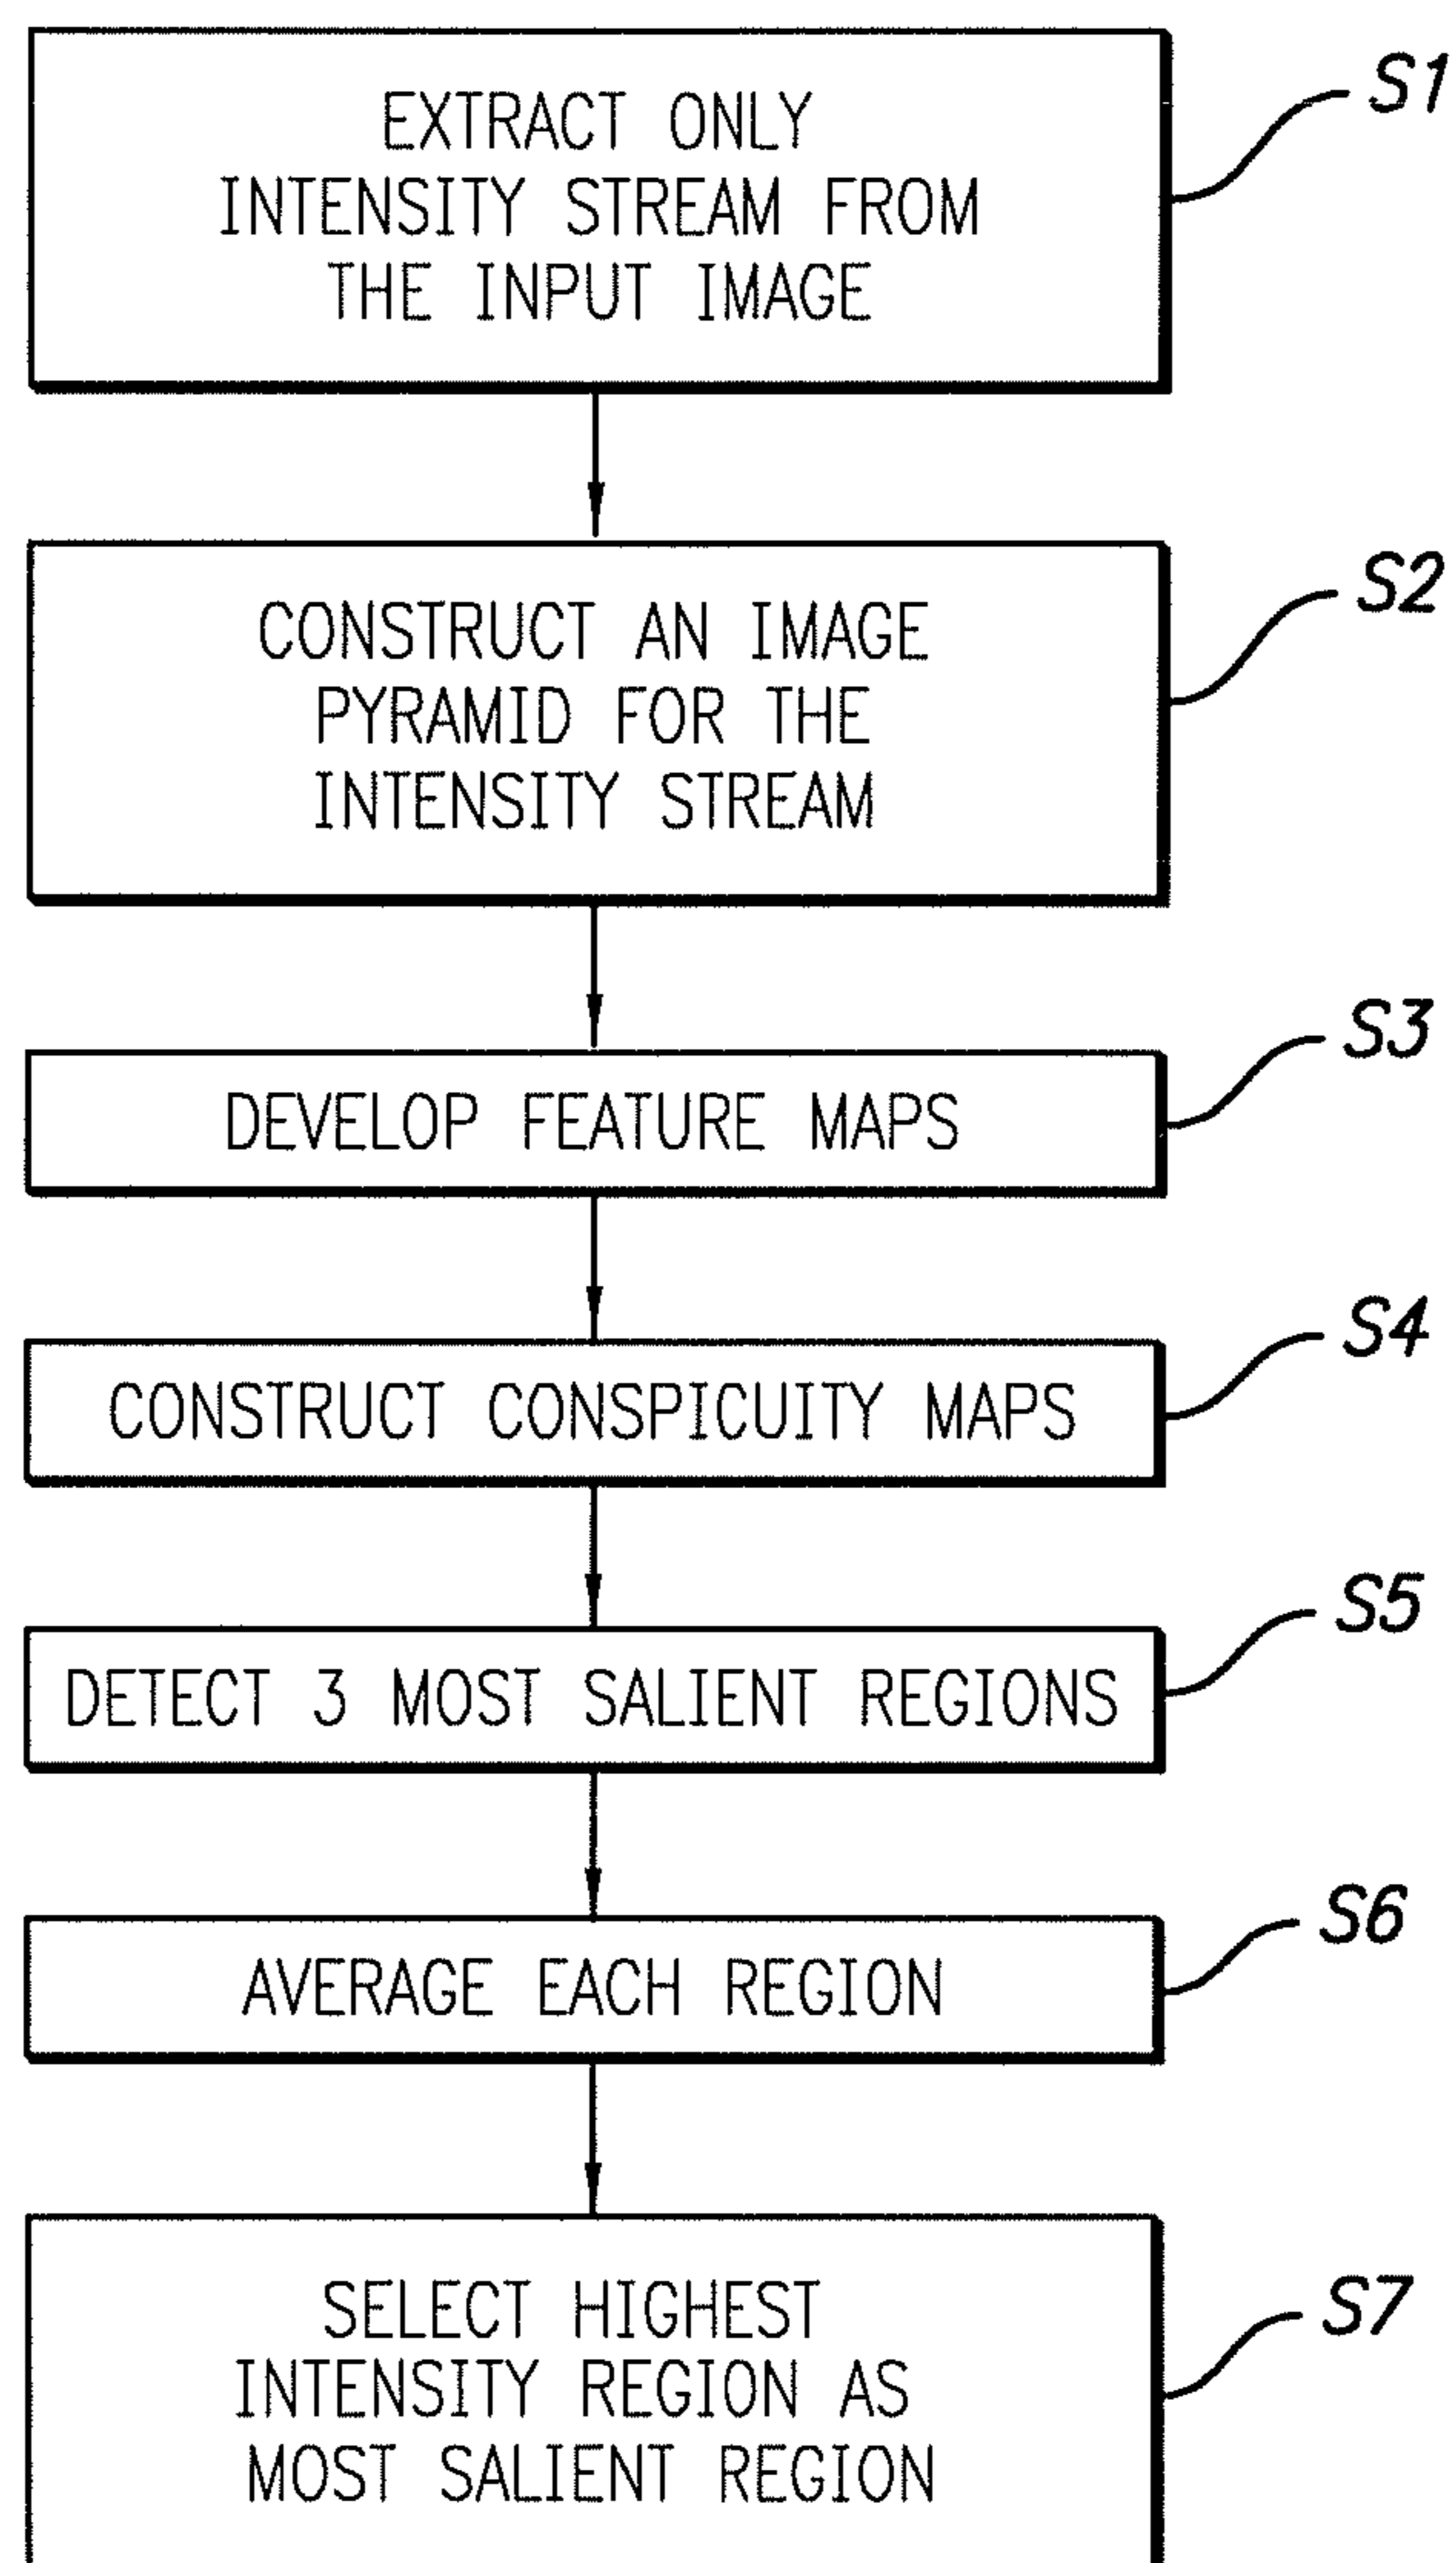 EXTRACT ONLY
INTENSITY STREAM FROM
THE INPUT IMAGE
S1
CONSTRUCT AN IMAGE
PYRAMID FOR THE
INTENSITY STREAM
S2
DEVELOP FEATURE MAPS
S3
CONSTRUCT CONSPICUITY MAPS
S4
DETECT 3 MOST SALIENT REGIONS
S5
AVERAGE EACH REGION
S6
SELECT HIGHEST
INTENSITY REGION AS
MOST SALIENT REGION
S7